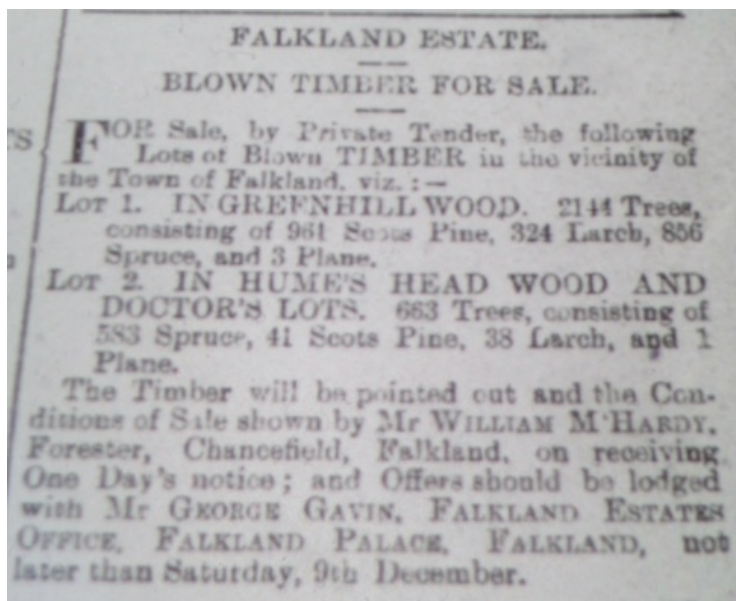 FALKLAND ESTATE.
BLOWN TIMBER FOR SALE.
FOR Sale, by Private Tender, the following
Lots of Blown TIMBER in the vicinity of
the Town of Falkland, viz. :—
LOT 1. IN GREENHILL WOOD. 2144 Trees,
consisting of 961 Scots Pine, 324 Larch, 856
Spruce, and 3 Plane.
LOT 2. IN HUME'S HEAD WOOD AND
DOCTOR'S LOTS. 663 Trees, consisting of
583 Spruce, 41 Scots Pine, 38 Larch, and 1
Plane.
The Timber will be pointed out and the Con-
ditions of Sale shown by Mr WILLIAM M'HARDY,
Forester, Chancefield, Falkland, on receiving
One Day's notice; and Offers should be lodged
with Mr GEORGE GAVIN, FALKLAND ESTATES
OFFICE, FALKLAND PALACE, FALKLAND, not
later than Saturday, 9th December.